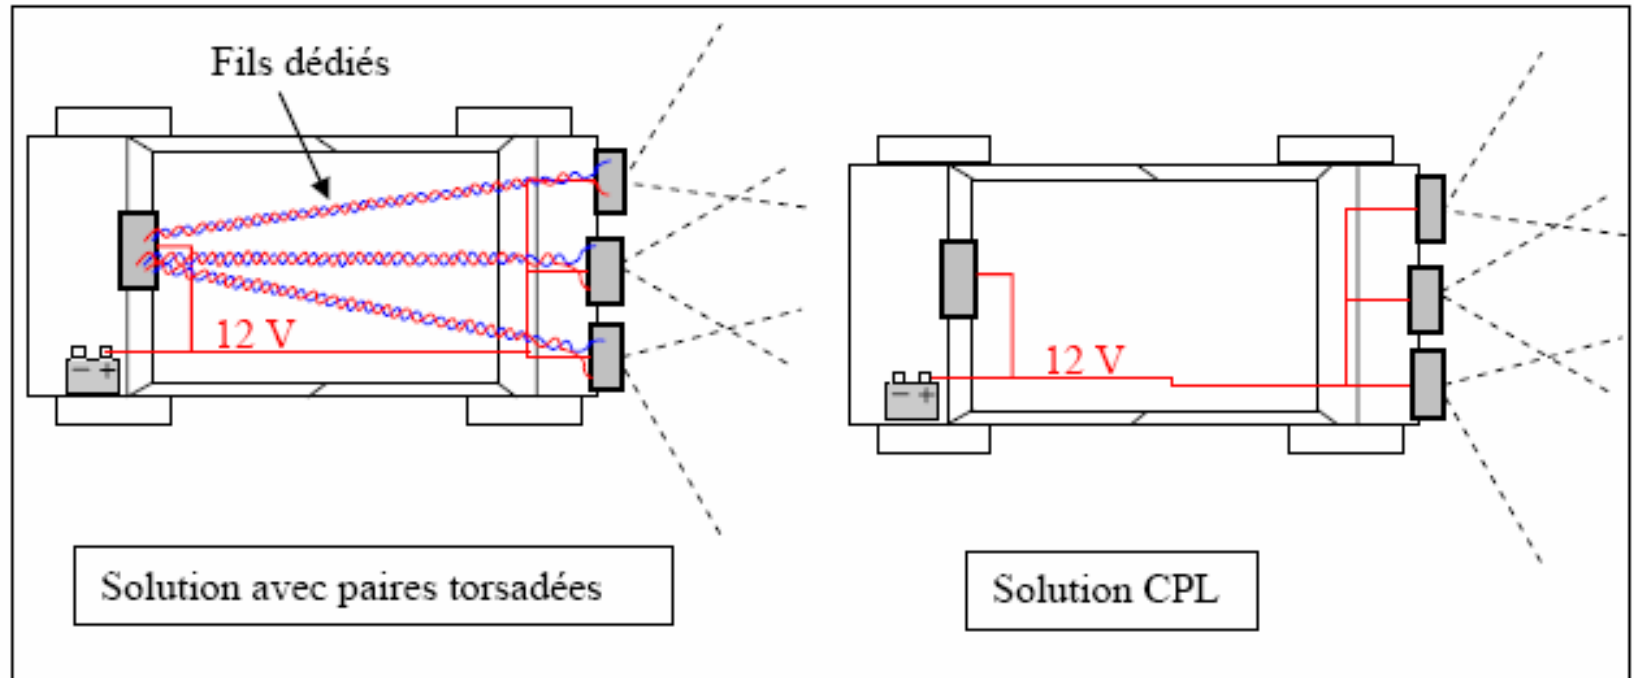 Fils dédiés
12 V
− +
12 V
− +
Solution avec paires torsadées
Solution CPL